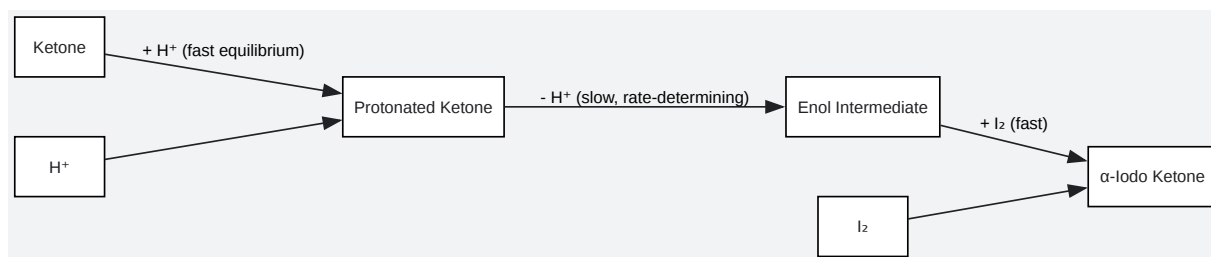 Ketone
+ H⁺ (fast equilibrium)
H⁺
Protonated Ketone
- H⁺ (slow, rate-determining)
Enol Intermediate
+ I₂ (fast)
I₂
α-Iodo Ketone